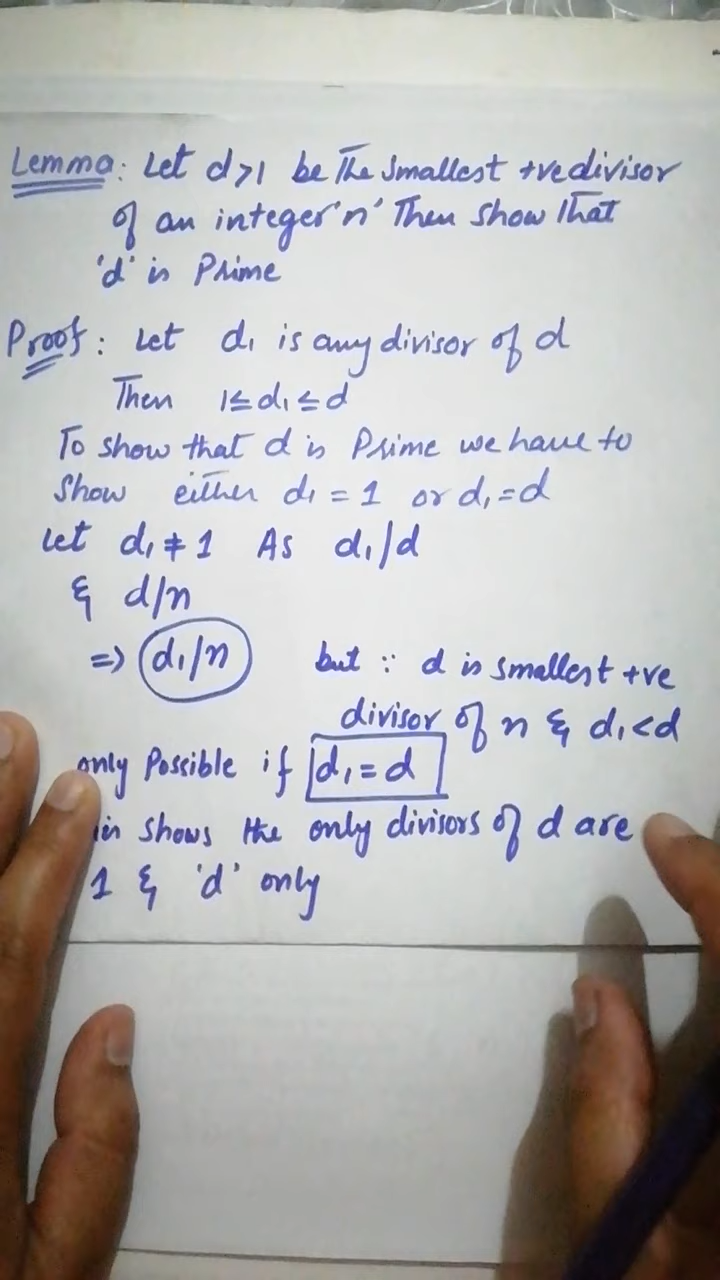 Lemma: Let d>1 be The Smallest +ve divisor
of an integer 'n' Then Show That
'd' is Prime
Proof: Let d₁ is any divisor of d
Then 1≤d₁≤d
To show that d is Prime we have to
Show either d₁ = 1 or d₁=d
Let d₁≠1 As d₁/d
& d/n
=> d₁/n but ∵ d is smallest +ve
divisor of n & d₁<d
only Possible if d₁=d
shows the only divisors of d are
1 & 'd' only